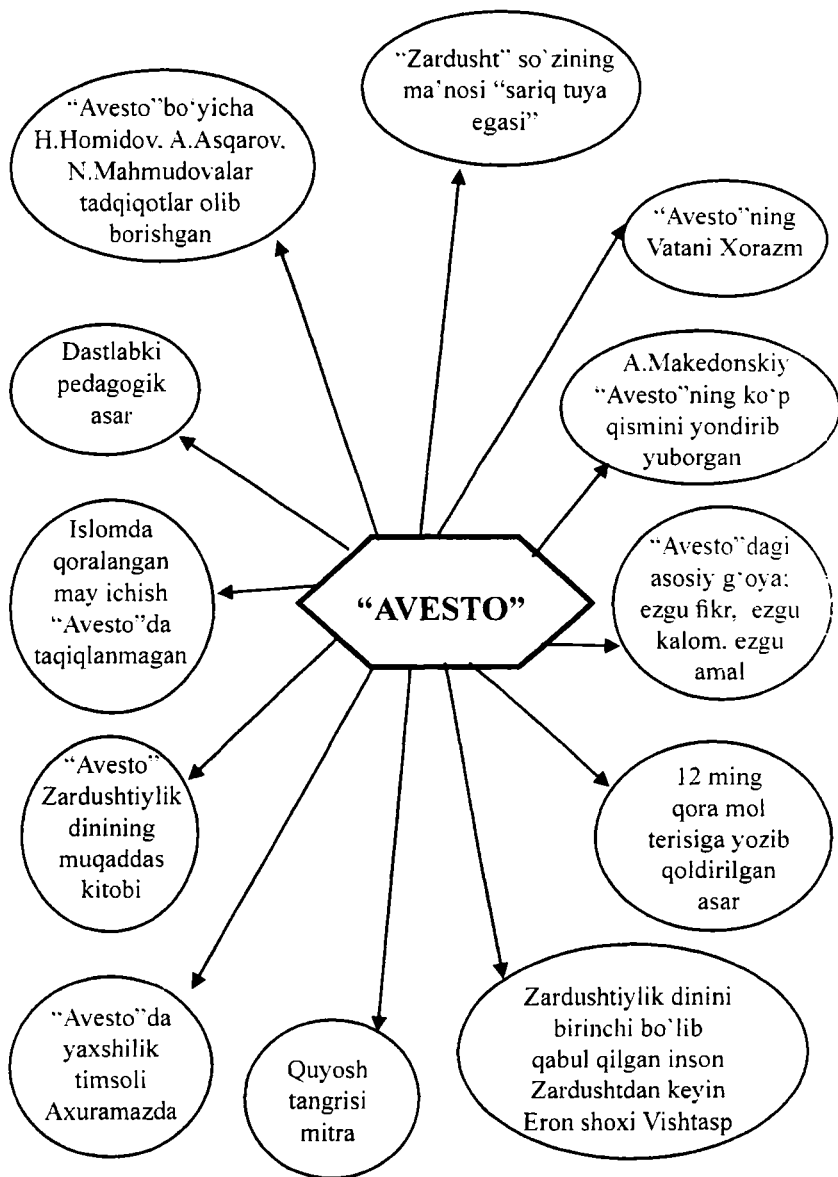 “Zardusht” so`zining
ma’nosi “sariq tuya
egasi”
“Avesto”bo‘yicha
H.Homidov. A.Asqarov.
N.Mahmudovalar
tadqiqotlar olib
borishgan
“Avesto”ning
Vatani Xorazm
Dastlabki
pedagogik
asar
A.Makedonskiy
“Avesto”ning ko‘p
qismini yondirib
yuborgan
Islomda
qoralangan
may ichish
“Avesto”da
taqiqlanmagan
“AVESTO”
“Avesto”dagi
asosiy g‘oya:
ezgu fikr, ezgu
kalom. ezgu
amal
“Avesto”
Zardushtiylik
dinining
muqaddas
kitobi
12 ming
qora mol
terisiga yozib
qoldirilgan
asar
“Avesto”da
yaxshilik
timsoli
Axuramazda
Quyosh
tangrisi
mitra
Zardushtiylik dinini
birinchi bo`lib
qabul qilgan inson
Zardushtdan keyin
Eron shoxi Vishtasp